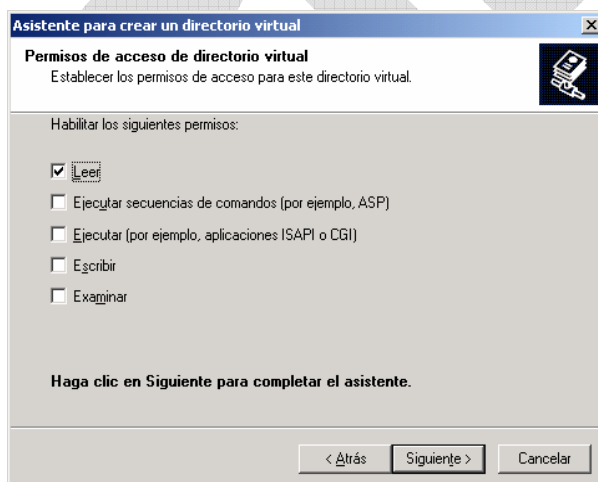 Asistente para crear un directorio virtual
Permisos de acceso de directorio virtual
Establecer los permisos de acceso para este directorio virtual.
Habilitar los siguientes permisos:
Leer
Ejecutar secuencias de comandos (por ejemplo, ASP)
Ejecutar (por ejemplo, aplicaciones ISAPI o CGI)
Escribir
Examinar
Haga clic en Siguiente para completar el asistente.
< Atrás Siguiente > Cancelar